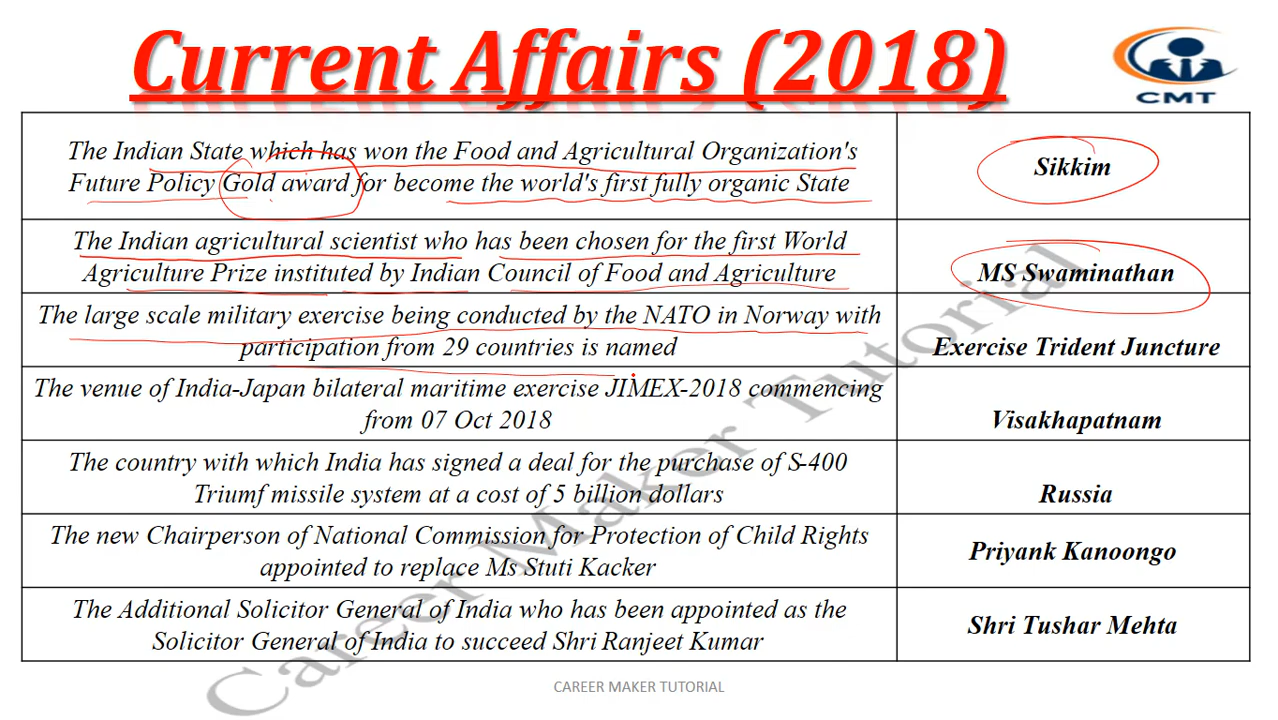 Current Affairs (2018)
CMT
The Indian State which has won the Food and Agricultural Organization's
Future Policy Gold award for become the world's first fully organic State
Sikkim
The Indian agricultural scientist who has been chosen for the first World
Agriculture Prize instituted by Indian Council of Food and Agriculture
MS Swaminathan
The large scale military exercise being conducted by the NATO in Norway with
participation from 29 countries is named
Exercise Trident Juncture
The venue of India-Japan bilateral maritime exercise JIMEX-2018 commencing
from 07 Oct 2018
Visakhapatnam
The country with which India has signed a deal for the purchase of S-400
Triumf missile system at a cost of 5 billion dollars
Russia
The new Chairperson of National Commission for Protection of Child Rights
appointed to replace Ms Stuti Kacker
Priyank Kanoongo
The Additional Solicitor General of India who has been appointed as the
Solicitor General of India to succeed Shri Ranjeet Kumar
Shri Tushar Mehta
Career Maker Tutorial
CAREER MAKER TUTORIAL